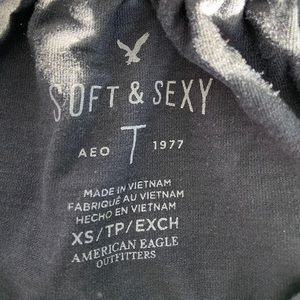 SOFT & SEXY
AEO T 1977
MADE IN VIETNAM
FABRIQUÉ AU VIETNAM
HECHO EN VIETNAM
XS/TP/EXCH
AMERICAN EAGLE
OUTFITTERS